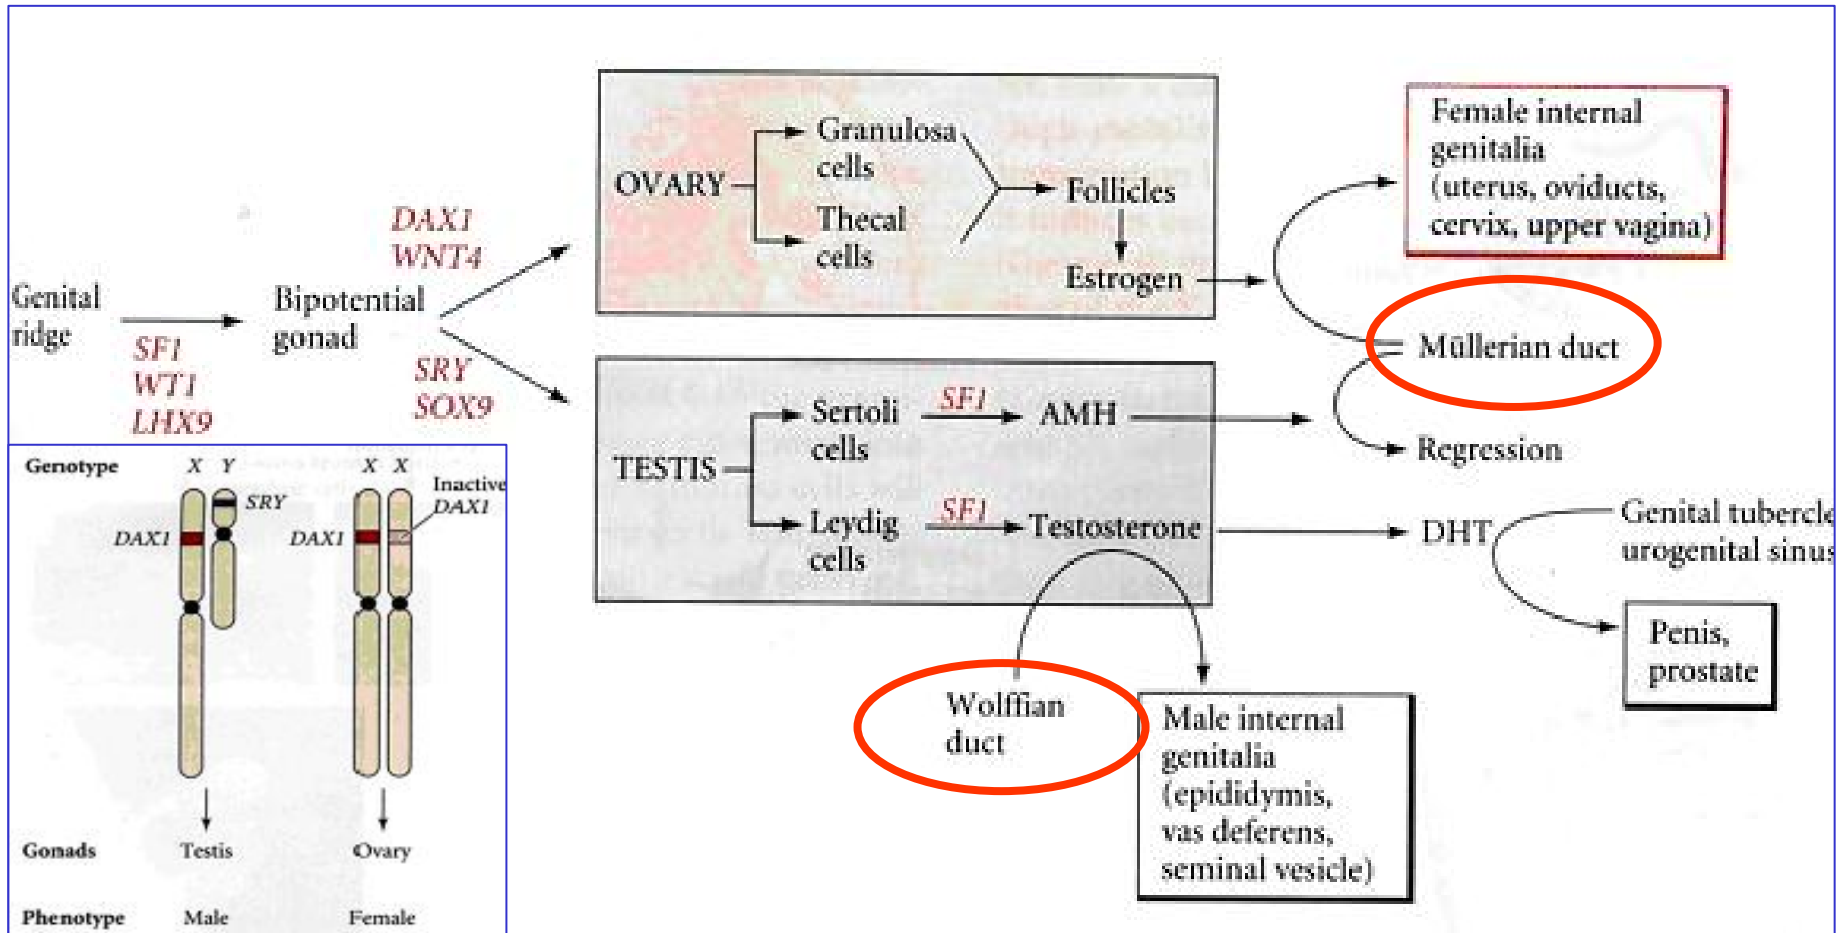 Genital
ridge
SF1
WT1
LHX9
Bipotential
gonad
DAX1
WNT4
SRY
SOX9
OVARY
Granulosa
cells
Thecal
cells
Follicles
Estrogen
Female internal
genitalia
(uterus, oviducts,
cervix, upper vagina)
Müllerian duct
Regression
TESTIS
Sertoli
cells
SF1
AMH
Leydig
cells
SF1
Testosterone
DHT
Genital tubercle
urogenital sinus
Penis,
prostate
Wolffian
duct
Male internal
genitalia
(epididymis,
vas deferens,
seminal vesicle)
Genotype X Y X X
Inactive
DAX1
SRY
DAX1
DAX1
Gonads Testis Ovary
Phenotype Male Female